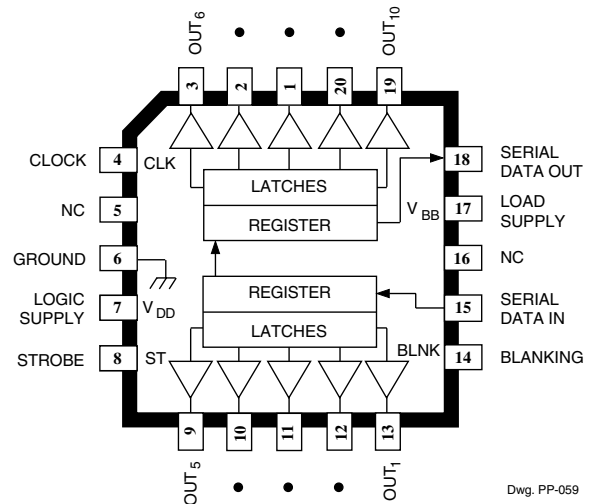 OUT6 OUT10
3 2 1 20 19
CLOCK 4 CLK
18 SERIAL DATA OUT
LATCHES
NC 5
VBB 17 LOAD SUPPLY
REGISTER
GROUND 6
16 NC
REGISTER
LOGIC SUPPLY 7 VDD
15 SERIAL DATA IN
LATCHES
STROBE 8 ST
BLNK 14 BLANKING
9 10 11 12 13
OUT5 OUT1
Dwg. PP-059